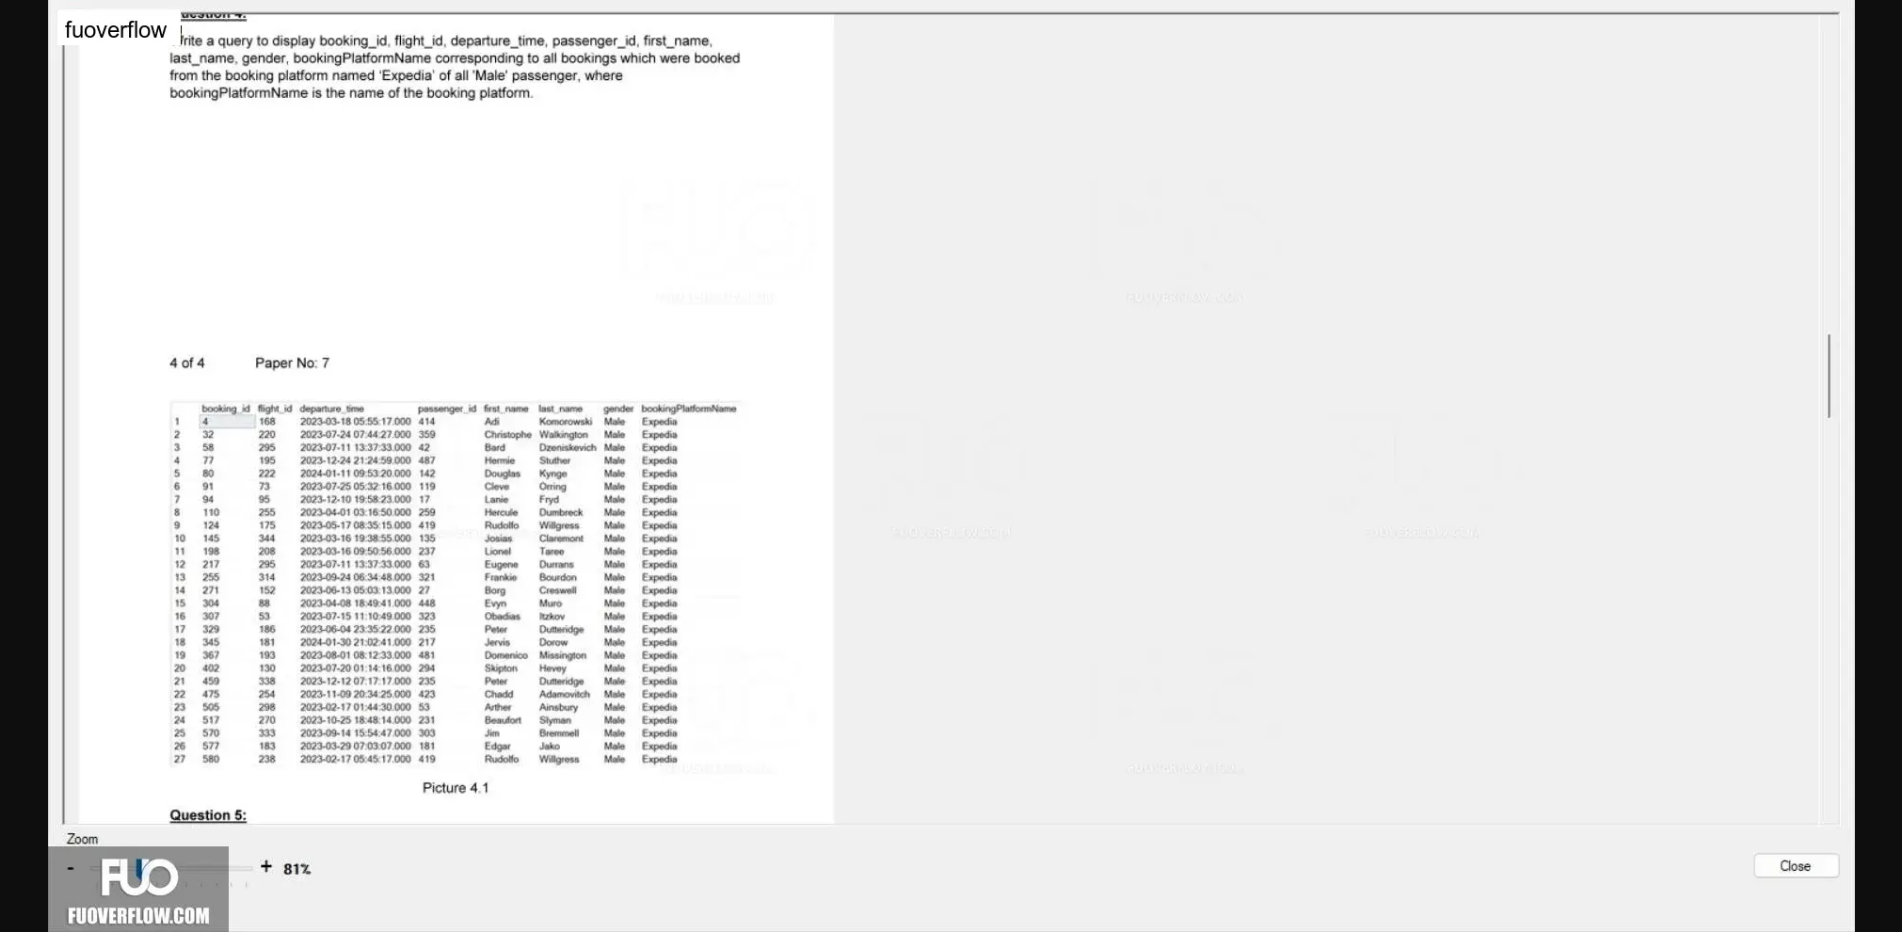 Question 4:
fuoverflow
Write a query to display booking_id, flight_id, departure_time, passenger_id, first_name,
last_name, gender, bookingPlatformName corresponding to all bookings which were booked
from the booking platform named 'Expedia' of all 'Male' passenger, where
bookingPlatformName is the name of the booking platform.
4 of 4 Paper No: 7
booking_id flight_id departure_time passenger_id first_name last_name gender bookingPlatformName
1 4 168 2023-03-18 05:55:17.000 414 Adi Komorowski Male Expedia
2 32 220 2023-07-24 07:44:27.000 359 Christophe Walkington Male Expedia
3 58 295 2023-07-11 13:37:33.000 42 Bard Dzeniskevich Male Expedia
4 77 195 2023-12-24 21:24:59.000 487 Hermie Stuther Male Expedia
5 80 222 2024-01-11 09:53:20.000 142 Douglas Kynge Male Expedia
6 91 73 2023-07-25 05:32:16.000 119 Cleve Orring Male Expedia
7 94 95 2023-12-10 19:58:23.000 17 Lanie Fryd Male Expedia
8 110 255 2023-04-01 03:16:50.000 259 Hercule Dumbreck Male Expedia
9 124 175 2023-05-17 08:35:15.000 419 Rudolfo Willgress Male Expedia
10 145 344 2023-03-16 19:38:55.000 135 Josias Claremont Male Expedia
11 198 208 2023-03-16 09:50:56.000 237 Lionel Taree Male Expedia
12 217 295 2023-07-11 13:37:33.000 63 Eugene Durrans Male Expedia
13 255 314 2023-09-24 06:34:48.000 321 Frankie Bourdon Male Expedia
14 271 152 2023-06-13 05:03:13.000 27 Borg Creswell Male Expedia
15 304 88 2023-04-08 18:49:41.000 448 Evyn Muro Male Expedia
16 307 53 2023-07-15 11:10:49.000 323 Obadias Itzkov Male Expedia
17 329 186 2023-06-04 23:35:22.000 235 Peter Dutteridge Male Expedia
18 345 181 2024-01-30 21:02:41.000 217 Jervis Dorow Male Expedia
19 367 193 2023-08-01 08:12:33.000 481 Domenico Missington Male Expedia
20 402 130 2023-07-20 01:14:16.000 294 Skipton Hevey Male Expedia
21 459 338 2023-12-12 07:17:17.000 235 Peter Dutteridge Male Expedia
22 475 254 2023-11-09 20:34:25.000 423 Chadd Adamovitch Male Expedia
23 505 298 2023-02-17 01:44:30.000 53 Arther Ainsbury Male Expedia
24 517 270 2023-10-25 18:48:14.000 231 Beaufort Slyman Male Expedia
25 570 333 2023-09-14 15:54:47.000 303 Jim Bremmell Male Expedia
26 577 183 2023-03-29 07:03:07.000 181 Edgar Jako Male Expedia
27 580 238 2023-02-17 05:45:17.000 419 Rudolfo Willgress Male Expedia
Picture 4.1
Question 5:
Zoom
- + 81%
Close
FUO
FUOVERFLOW.COM